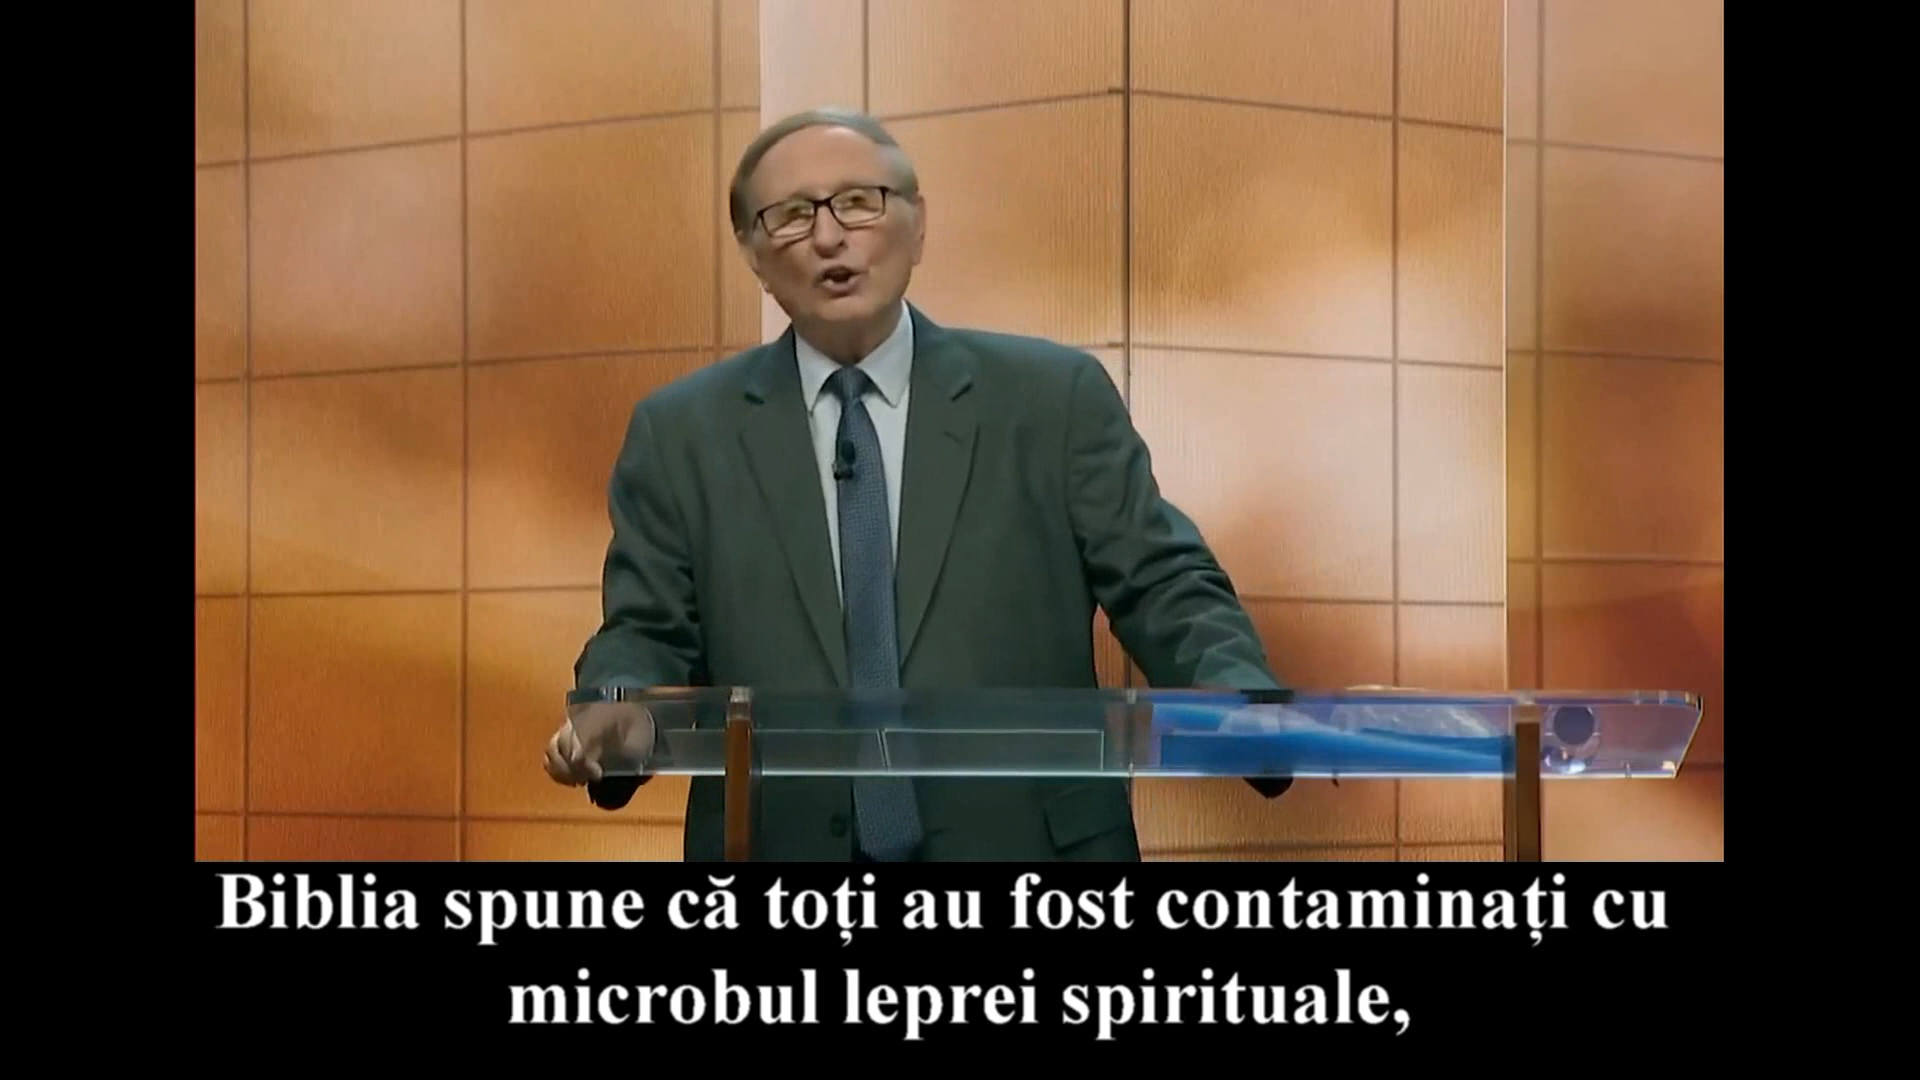 Biblia spune că toți au fost contaminați cu
microbul leprei spirituale,